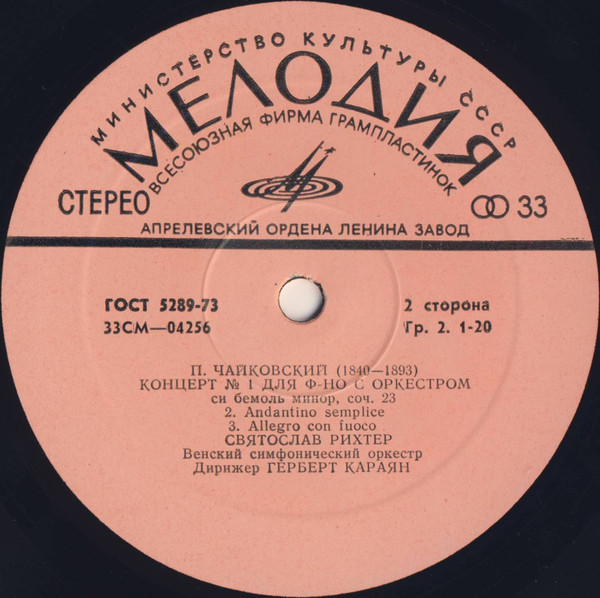 МИНИСТЕРСТВО КУЛЬТУРЫ СССР
МЕЛОДИЯ
ВСЕСОЮЗНАЯ ФИРМА ГРАМПЛАСТИНОК
СТЕРЕО
33
АПРЕЛЕВСКИЙ ОРДЕНА ЛЕНИНА ЗАВОД
ГОСТ 5289-73
2 сторона
33СМ—04256
Гр. 2. 1-20
П. ЧАЙКОВСКИЙ (1840—1893)
КОНЦЕРТ № 1 ДЛЯ Ф-НО С ОРКЕСТРОМ
си бемоль минор, соч. 23
2. Andantino semplice
3. Allegro con fuoco
СВЯТОСЛАВ РИХТЕР
Венский симфонический оркестр
Дирижер ГЕРБЕРТ КАРАЯН